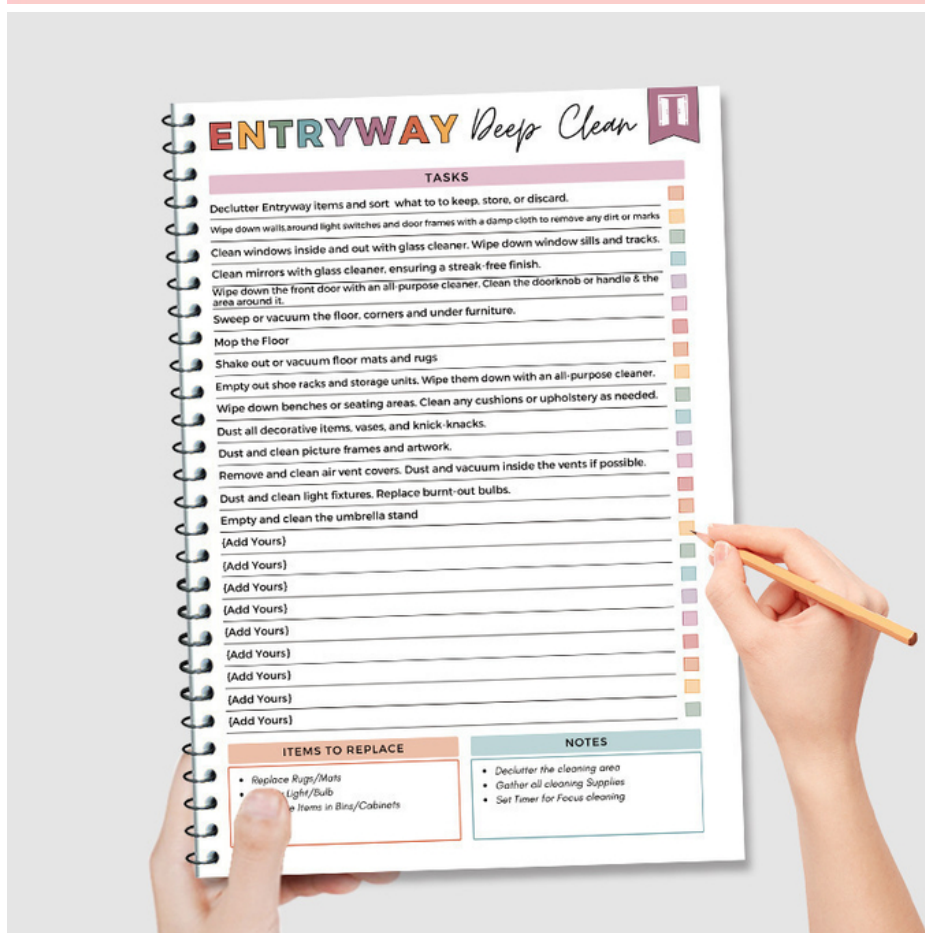 ENTRYWAY Deep Clean
TASKS
Declutter Entryway items and sort what to to keep, store, or discard.
Wipe down walls,around light switches and door frames with a damp cloth to remove any dirt or marks
Clean windows inside and out with glass cleaner. Wipe down window sills and tracks.
Clean mirrors with glass cleaner, ensuring a streak-free finish.
Wipe down the front door with an all-purpose cleaner. Clean the doorknob or handle & the
area around it.
Sweep or vacuum the floor, corners and under furniture.
Mop the Floor
Shake out or vacuum floor mats and rugs
Empty out shoe racks and storage units. Wipe them down with an all-purpose cleaner.
Wipe down benches or seating areas. Clean any cushions or upholstery as needed.
Dust all decorative items, vases, and knick-knacks.
Dust and clean picture frames and artwork.
Remove and clean air vent covers. Dust and vacuum inside the vents if possible.
Dust and clean light fixtures. Replace burnt-out bulbs.
Empty and clean the umbrella stand
{Add Yours}
{Add Yours}
{Add Yours}
{Add Yours}
{Add Yours}
{Add Yours}
{Add Yours}
{Add Yours}
{Add Yours}
ITEMS TO REPLACE
Replace Rugs/Mats
Light/Bulb
Items in Bins/Cabinets
NOTES
Declutter the cleaning area
Gather all cleaning Supplies
Set Timer for Focus cleaning